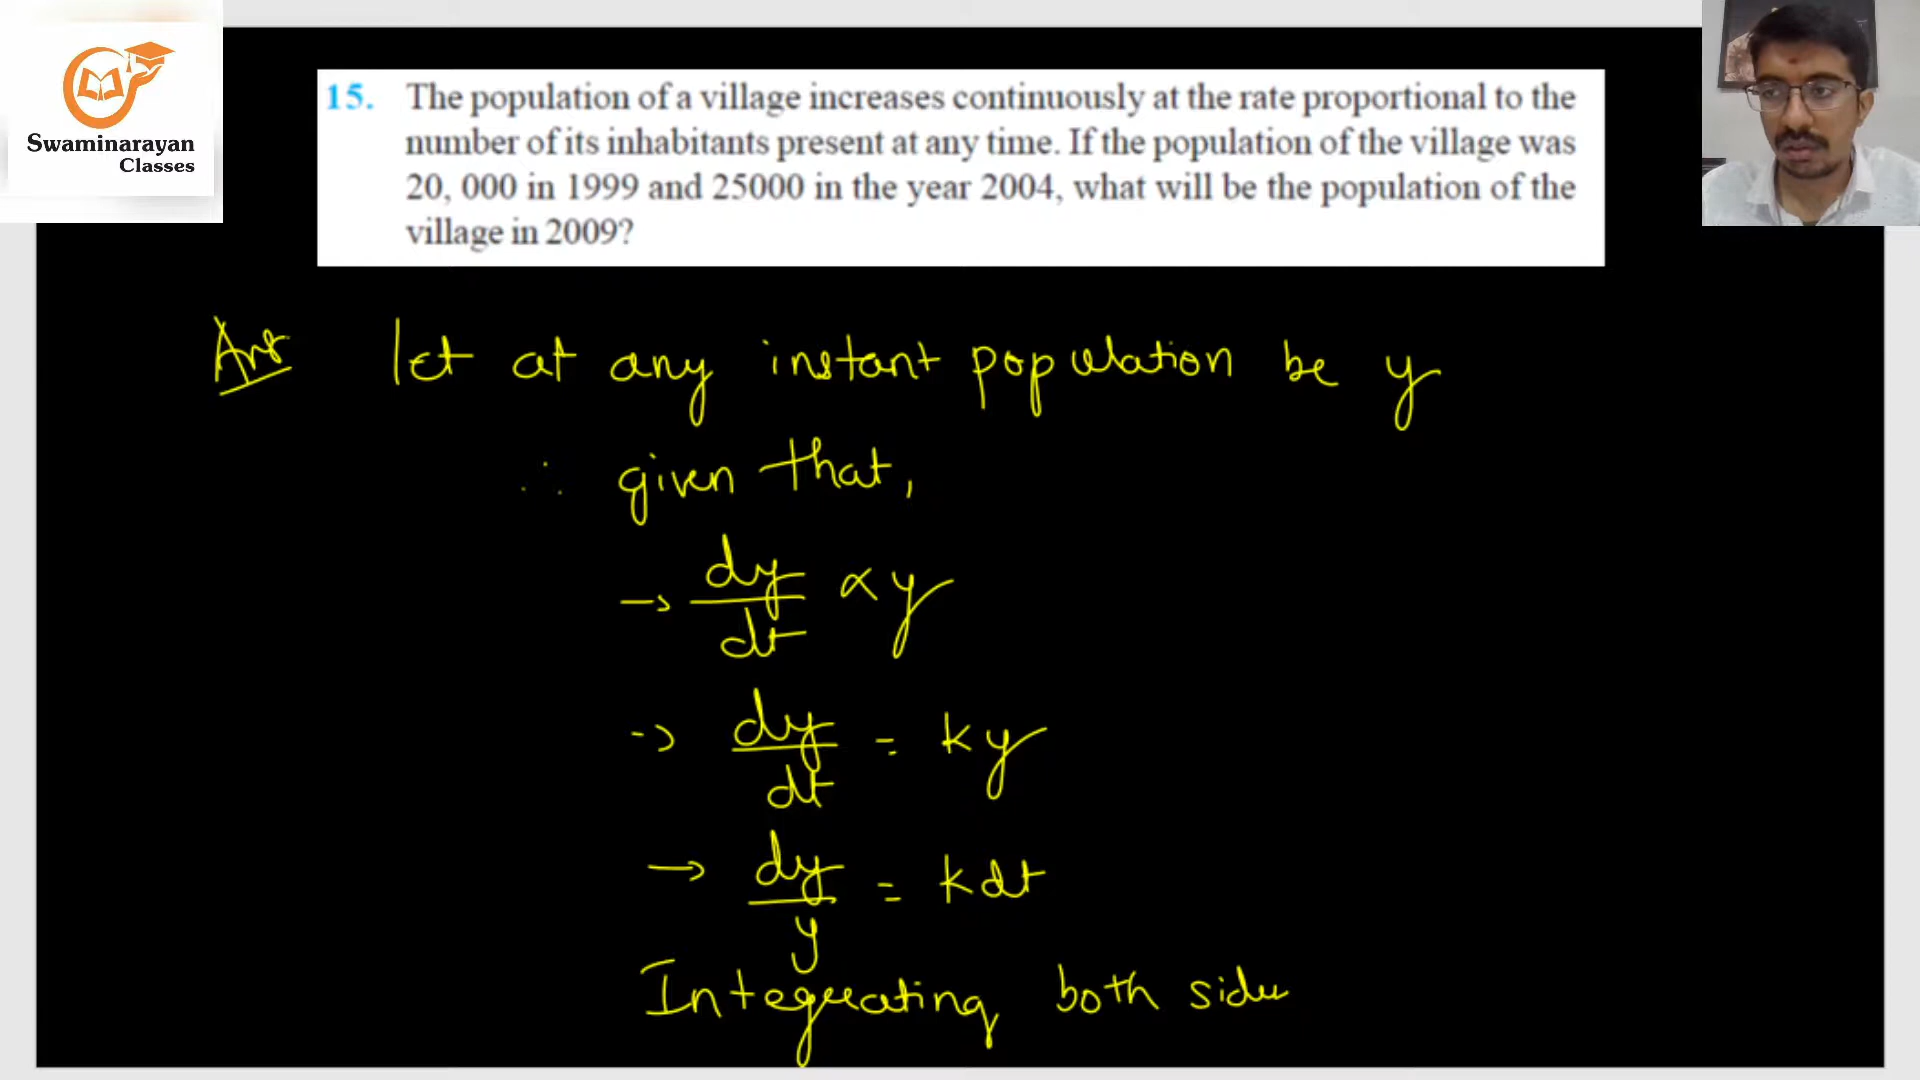 Swaminarayan
Classes
15. The population of a village increases continuously at the rate proportional to the
number of its inhabitants present at any time. If the population of the village was
20, 000 in 1999 and 25000 in the year 2004, what will be the population of the
village in 2009?
Ans let at any instant population be y
∴ given that,
→ dy/dt ∝ y
→ dy/dt = ky
→ dy/y = kdt
Integrating both side